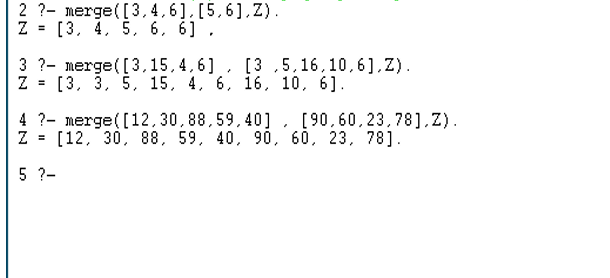 2 ?- merge([3,4,6],[5,6],Z).
Z = [3, 4, 5, 6, 6] .
3 ?- merge([3,15,4,6] , [3 ,5,16,10,6],Z).
Z = [3, 3, 5, 15, 4, 6, 16, 10, 6].
4 ?- merge([12,30,88,59,40] , [90,60,23,78],Z).
Z = [12, 30, 88, 59, 40, 90, 60, 23, 78].
5 ?-